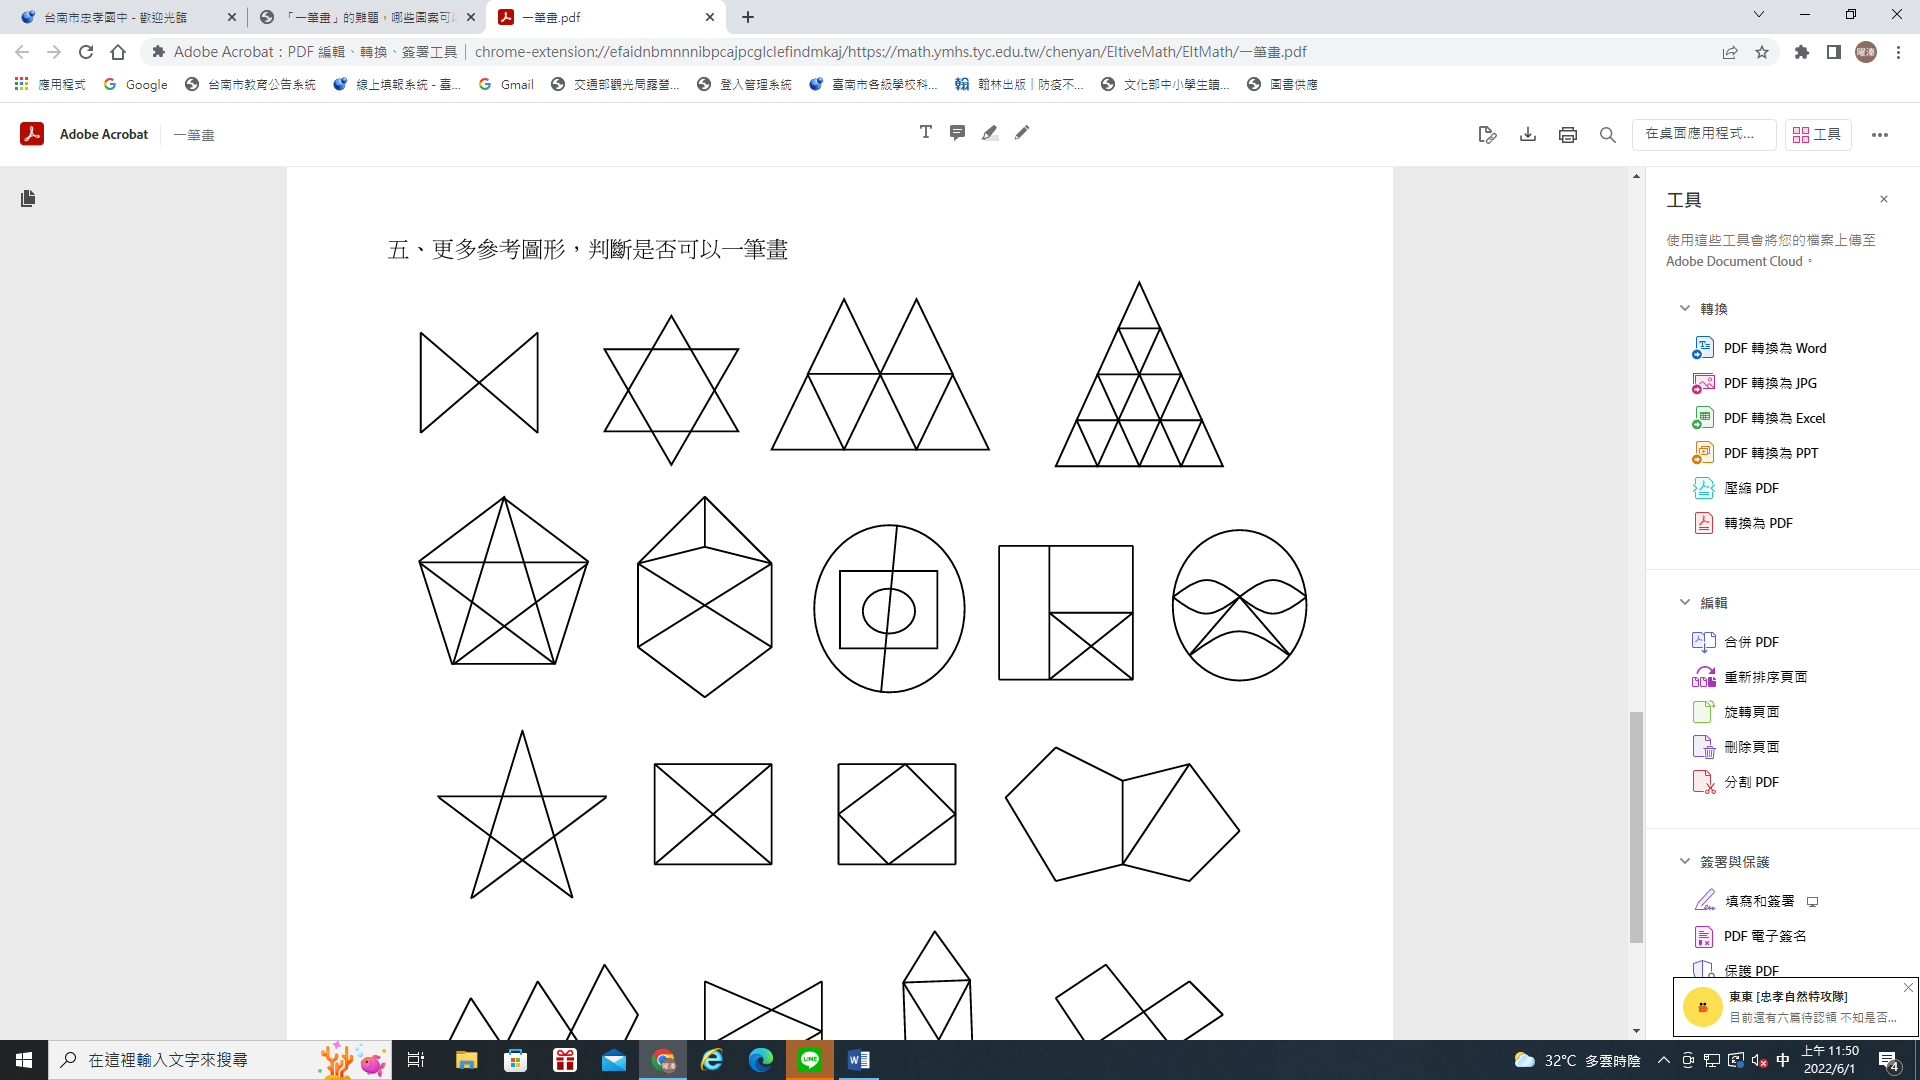 台南市忠孝國中 - 歡迎光臨
「一筆畫」的難題，哪些圖案可以
一筆畫.pdf
Adobe Acrobat：PDF 編輯、轉換、簽署工具 | chrome-extension://efaidnbmnnnibpcajpcglclefindmkaj/https://math.ymhs.tyc.edu.tw/chenyan/EltiveMath/EltMath/一筆畫.pdf
應用程式 Google 台南市教育公告系統 線上填報系統 - 臺... Gmail 交通部觀光局露營... 登入管理系統 臺南市各級學校科... 翰林出版｜防疫不... 文化部中小學生讀... 圖書供應
Adobe Acrobat 一筆畫
在桌面應用程式...
工具
五、更多參考圖形，判斷是否可以一筆畫
工具
使用這些工具會將您的檔案上傳至
Adobe Document Cloud。
轉換
PDF 轉換為 Word
PDF 轉換為 JPG
PDF 轉換為 Excel
PDF 轉換為 PPT
壓縮 PDF
轉換為 PDF
編輯
合併 PDF
重新排序頁面
旋轉頁面
刪除頁面
分割 PDF
簽署與保護
填寫和簽署
PDF 電子簽名
保護 PDF
東東 [忠孝自然特攻隊]
目前還有六篇待認領 不知是否...
在這裡輸入文字來搜尋
32°C 多雲時陰
中
上午 11:50
2022/6/1
4